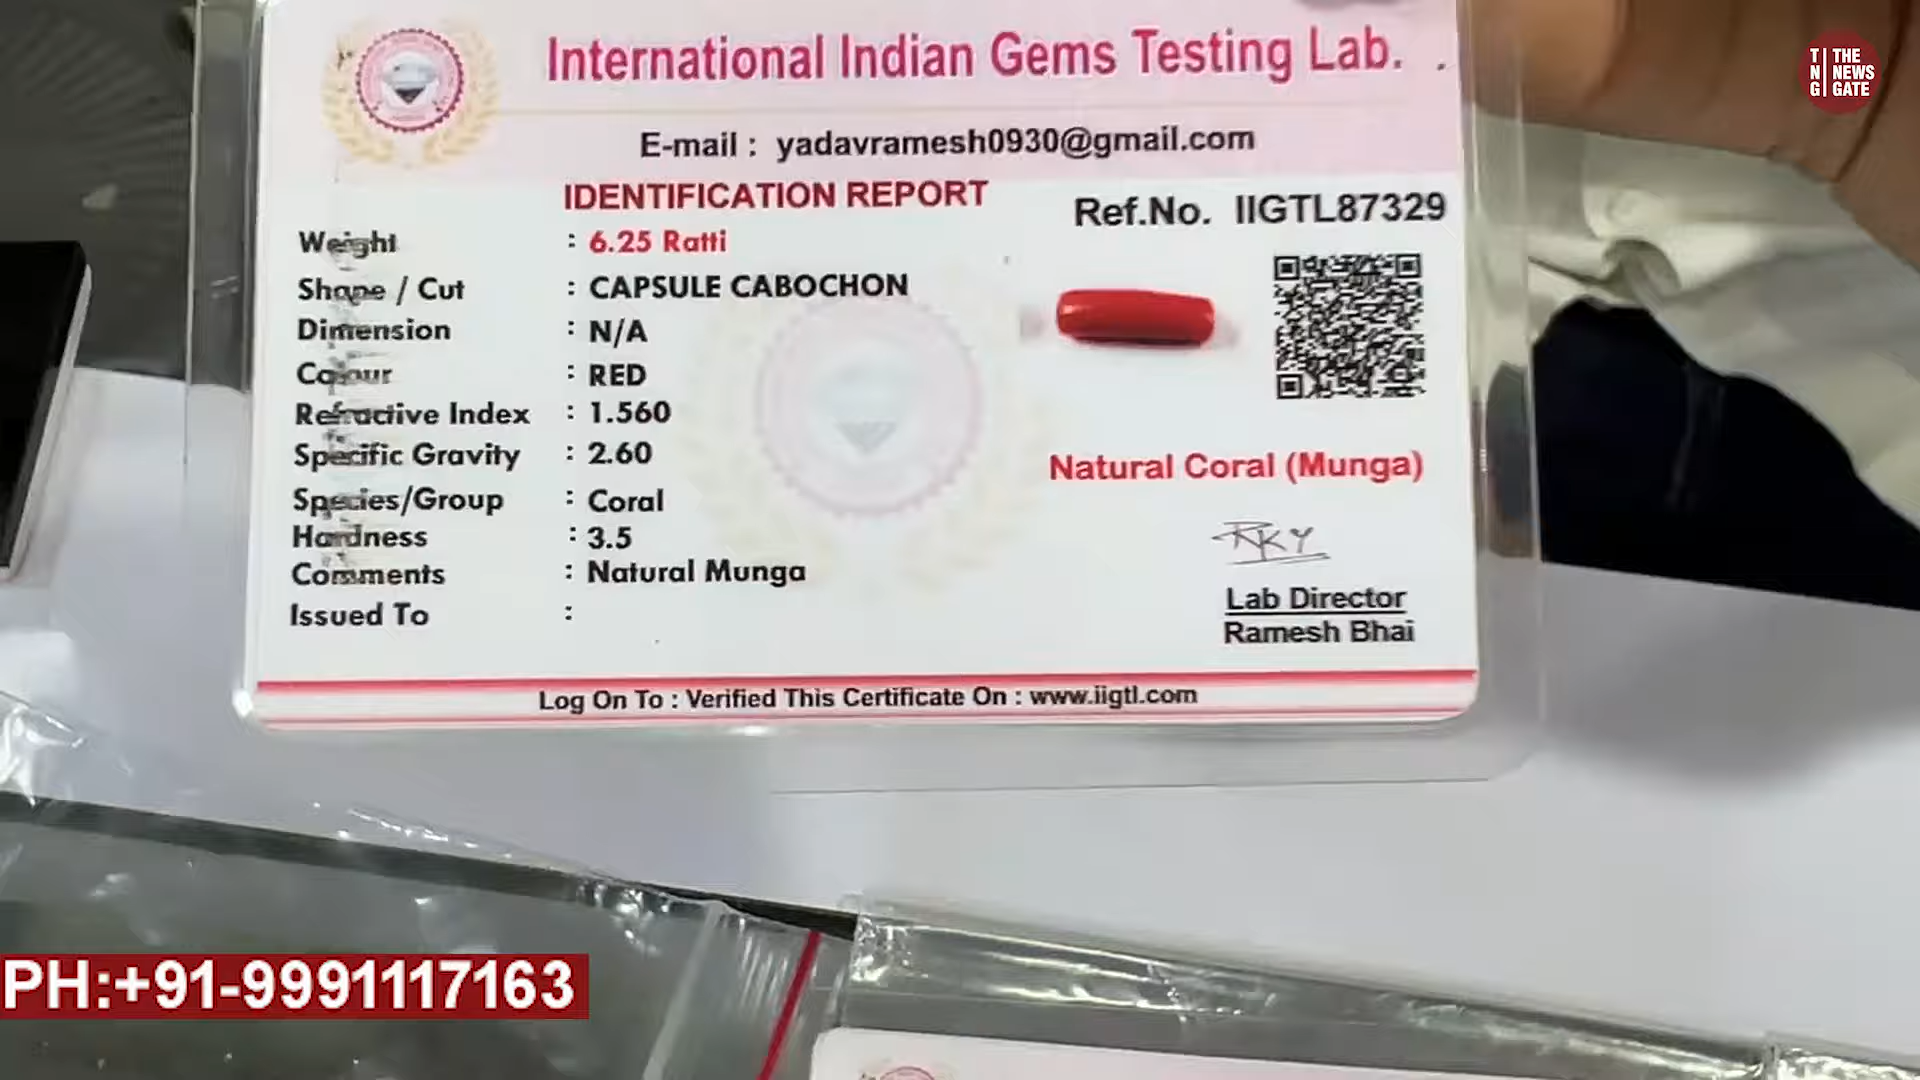 International Indian Gems Testing Lab.
E-mail : yadavramesh0930@gmail.com
IDENTIFICATION REPORT
Ref.No. IIGTL87329
Weight : 6.25 Ratti
Shape / Cut : CAPSULE CABOCHON
Dimension : N/A
Colour : RED
Refractive Index : 1.560
Specific Gravity : 2.60
Species/Group : Coral
Hardness : 3.5
Comments : Natural Munga
Issued To :
Natural Coral (Munga)
RKY
Lab Director
Ramesh Bhai
Log On To : Verified This Certificate On : www.iigtl.com
PH:+91-9991117163
TNG THE NEWS GATE